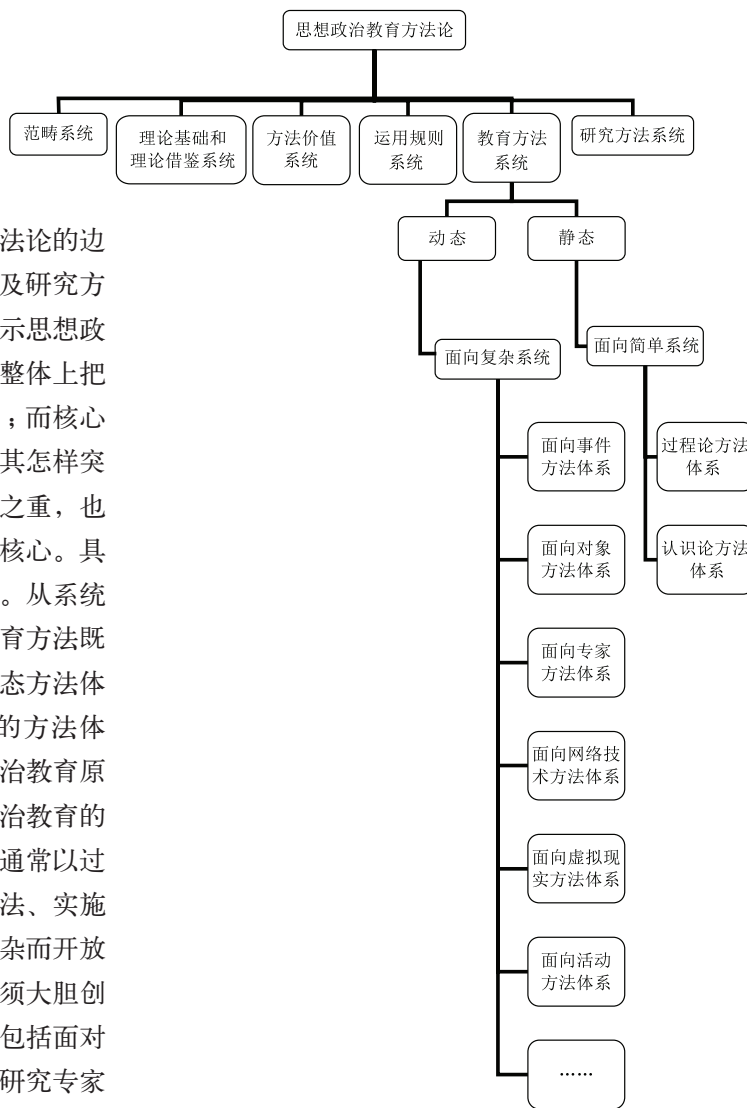 思想政治教育方法论
范畴系统
理论基础和
理论借鉴系统
方法价值
系统
运用规则
系统
教育方法
系统
研究方法系统
动态
静态
面向复杂系统
面向简单系统
面向事件
方法体系
面向对象
方法体系
面向专家
方法体系
面向网络技
术方法体系
面向虚拟现
实方法体系
面向活动
方法体系
……
过程论方法
体系
认识论方法
体系
法论的边
及研究方
示思想政
整体上把
；而核心
其怎样突
之重，也
核心。具
。从系统
育方法既
态方法体
的方法体
治教育原
治教育的
通常以过
法、实施
杂而开放
须大胆创
包括面对
研究专家